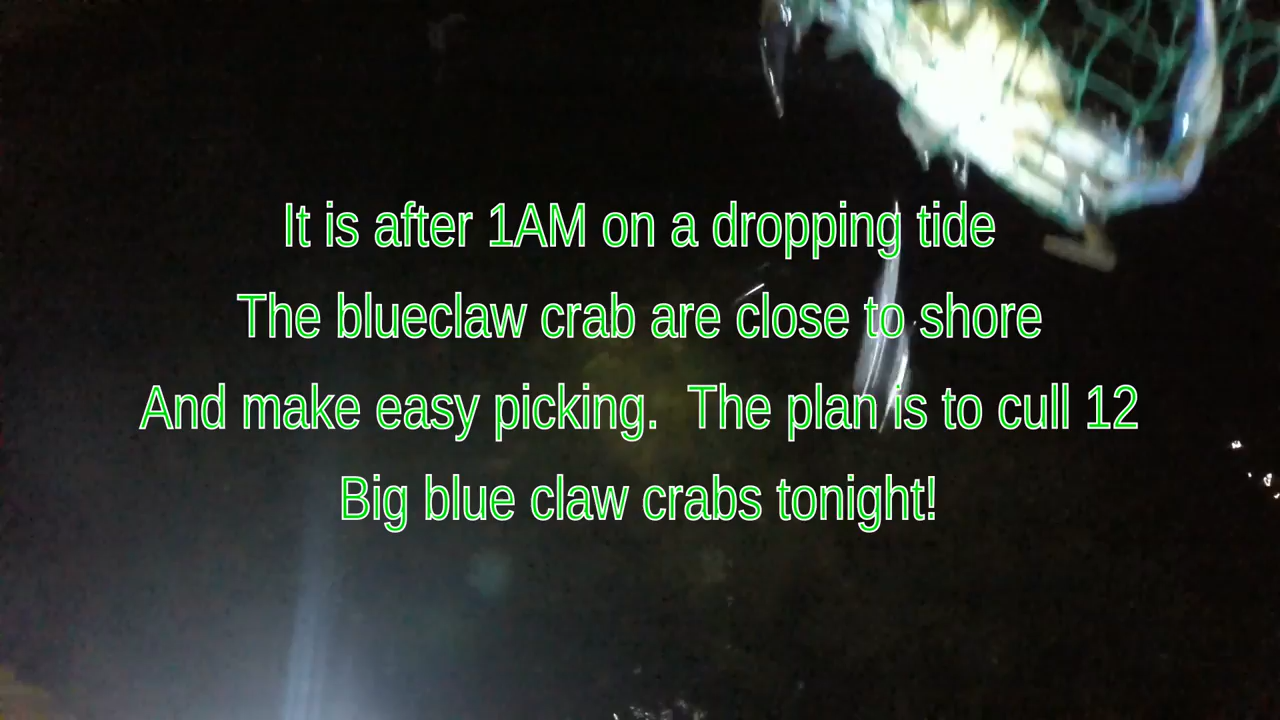 It is after 1AM on a dropping tide
The blueclaw crab are close to shore
And make easy picking.  The plan is to cull 12
Big blue claw crabs tonight!